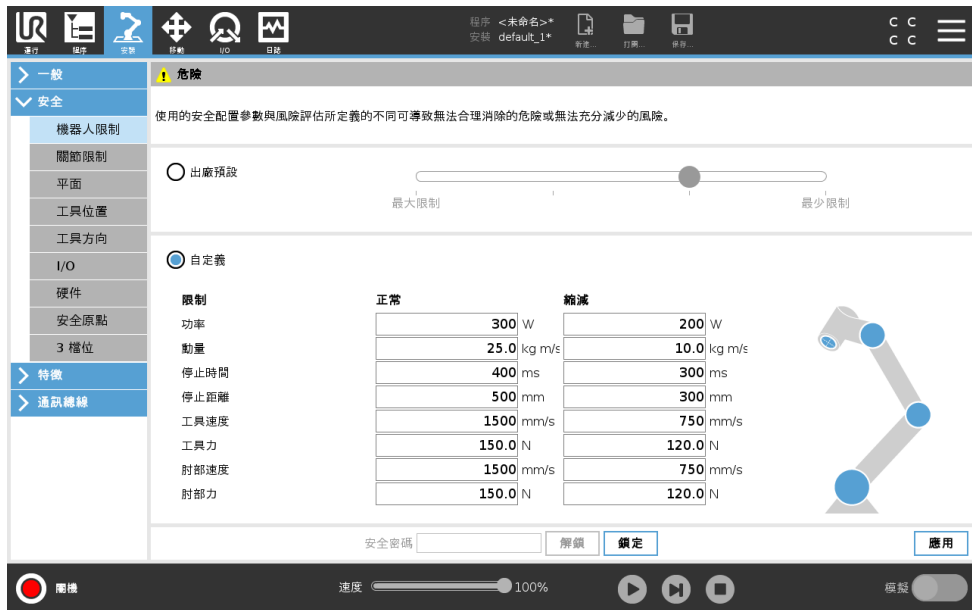 UR
運行
程序
安裝
移動
I/O
日誌
程序 <未命名>*
安裝 default_1*
新建...
打開...
保存...
C C
C C
一般
安全
機器人限制
關節限制
平面
工具位置
工具方向
I/O
硬件
安全原點
3 檔位
特徵
通訊總線
危險
使用的安全配置參數與風險評估所定義的不同可導致無法合理消除的危險或無法充分減少的風險。
出廠預設
最大限制 最少限制
自定義
限制 正常 縮減
功率 300 W 200 W
動量 25.0 kg m/s 10.0 kg m/s
停止時間 400 ms 300 ms
停止距離 500 mm 300 mm
工具速度 1500 mm/s 750 mm/s
工具力 150.0 N 120.0 N
肘部速度 1500 mm/s 750 mm/s
肘部力 150.0 N 120.0 N
安全密碼 解鎖 鎖定 應用
關機
速度 100%
模擬